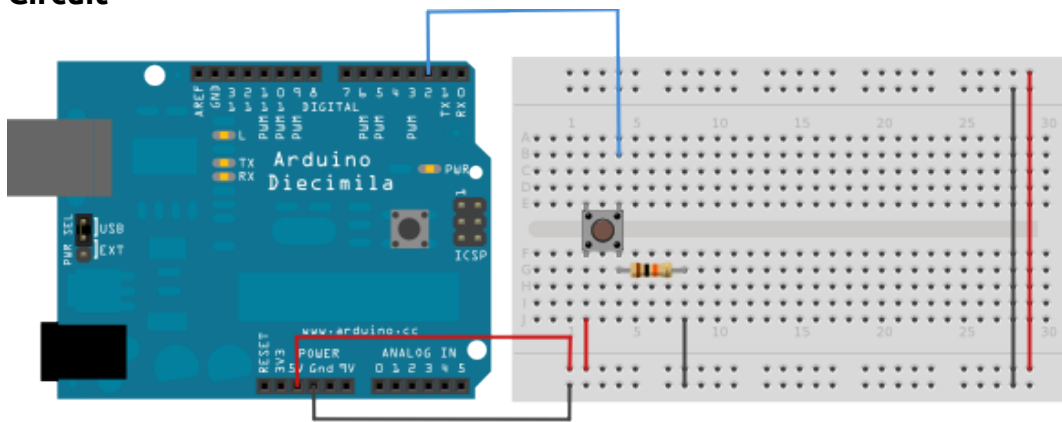 Circuit
AREF
GND
13
12
11
10
9
8
7
6
5
4
3
2
1
0
TX
RX
DIGITAL
PWM
PWM
PWM
PWM
PWM
PWM
L
TX
RX
Arduino
Diecimila
PWR
1
ICSP
PWR SEL
USB
EXT
www.arduino.cc
POWER
ANALOG IN
RESET
3V3
5V Gnd 9V
0 1 2 3 4 5
1 5 10 15 20 25 30
A
B
C
D
E
F
G
H
I
J
1 5 10 15 20 25 30